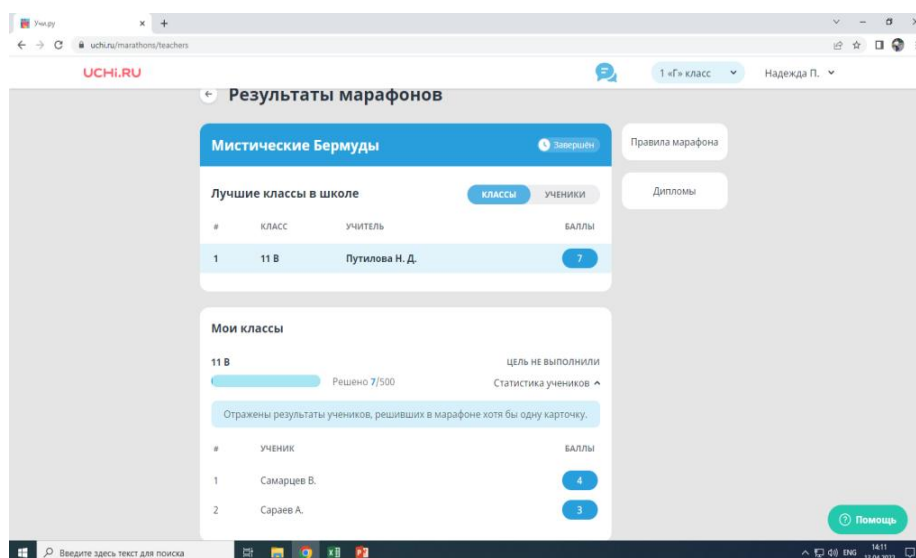 Учи.ру
uchi.ru/marathons/teachers
UCHi.RU
1 «Г» класс
Надежда П.
Результаты марафонов
Мистические Бермуды
Завершён
Правила марафона
Дипломы
Лучшие классы в школе
КЛАССЫ
УЧЕНИКИ
# КЛАСС УЧИТЕЛЬ БАЛЛЫ
1 11 В Путилова Н. Д. 7
Мои классы
11 В ЦЕЛЬ НЕ ВЫПОЛНИЛИ
Решено 7/500 Статистика учеников
Отражены результаты учеников, решивших в марафоне хотя бы одну карточку.
# УЧЕНИК БАЛЛЫ
1 Самарцев В. 4
2 Сараев А. 3
Помощь
Введите здесь текст для поиска
ENG
14:11